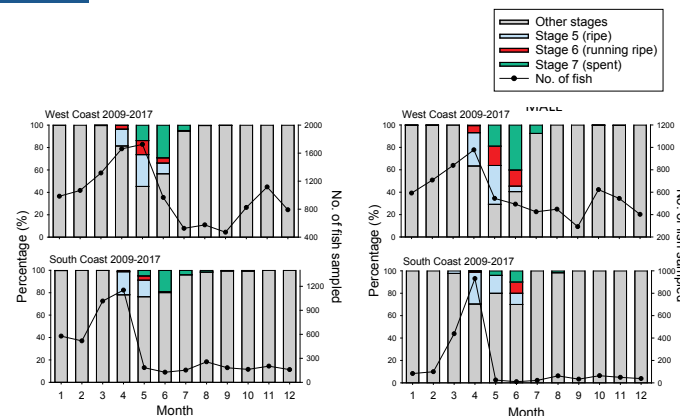 Other stages
Stage 5 (ripe)
Stage 6 (running ripe)
Stage 7 (spent)
No. of fish
West Coast 2009-2017
100
80
60
40
20
0
2000
1600
1200
800
400
West Coast 2009-2017
100
80
60
40
20
0
1200
1000
800
600
400
200
Percentage (%)
No. of fish sampled
Percentage (%)
South Coast 2009-2017
100
80
60
40
20
0
1200
900
600
300
0
1 2 3 4 5 6 7 8 9 10 11 12
Month
South Coast 2009-2017
100
80
60
40
20
0
1000
800
600
400
200
0
1 2 3 4 5 6 7 8 9 10 11 12
Month